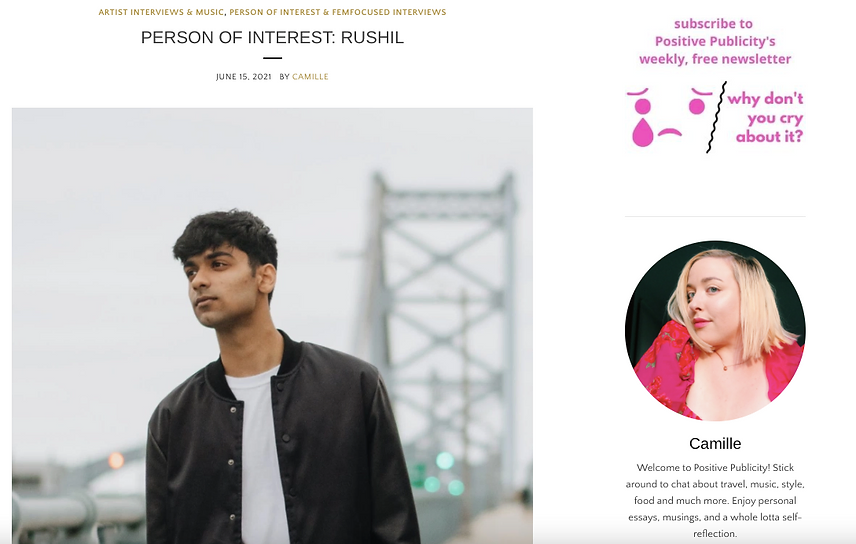 ARTIST INTERVIEWS & MUSIC, PERSON OF INTEREST & FEMFOCUSED INTERVIEWS
PERSON OF INTEREST: RUSHIL
JUNE 15, 2021 BY CAMILLE
subscribe to
Positive Publicity's
weekly, free newsletter
why don't
you cry
about it?
Camille
Welcome to Positive Publicity! Stick
around to chat about travel, music, style,
food and much more. Enjoy personal
essays, musings, and a whole lotta self-
reflection.